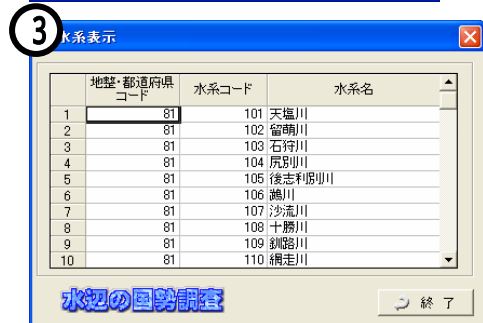 3
水系表示
地整・都道府県
コード 水系コード 水系名
1 81 101 天塩川
2 81 102 留萌川
3 81 103 石狩川
4 81 104 尻別川
5 81 105 後志利別川
6 81 106 鵡川
7 81 107 沙流川
8 81 108 十勝川
9 81 109 釧路川
10 81 110 網走川
水辺の国勢調査
終 了